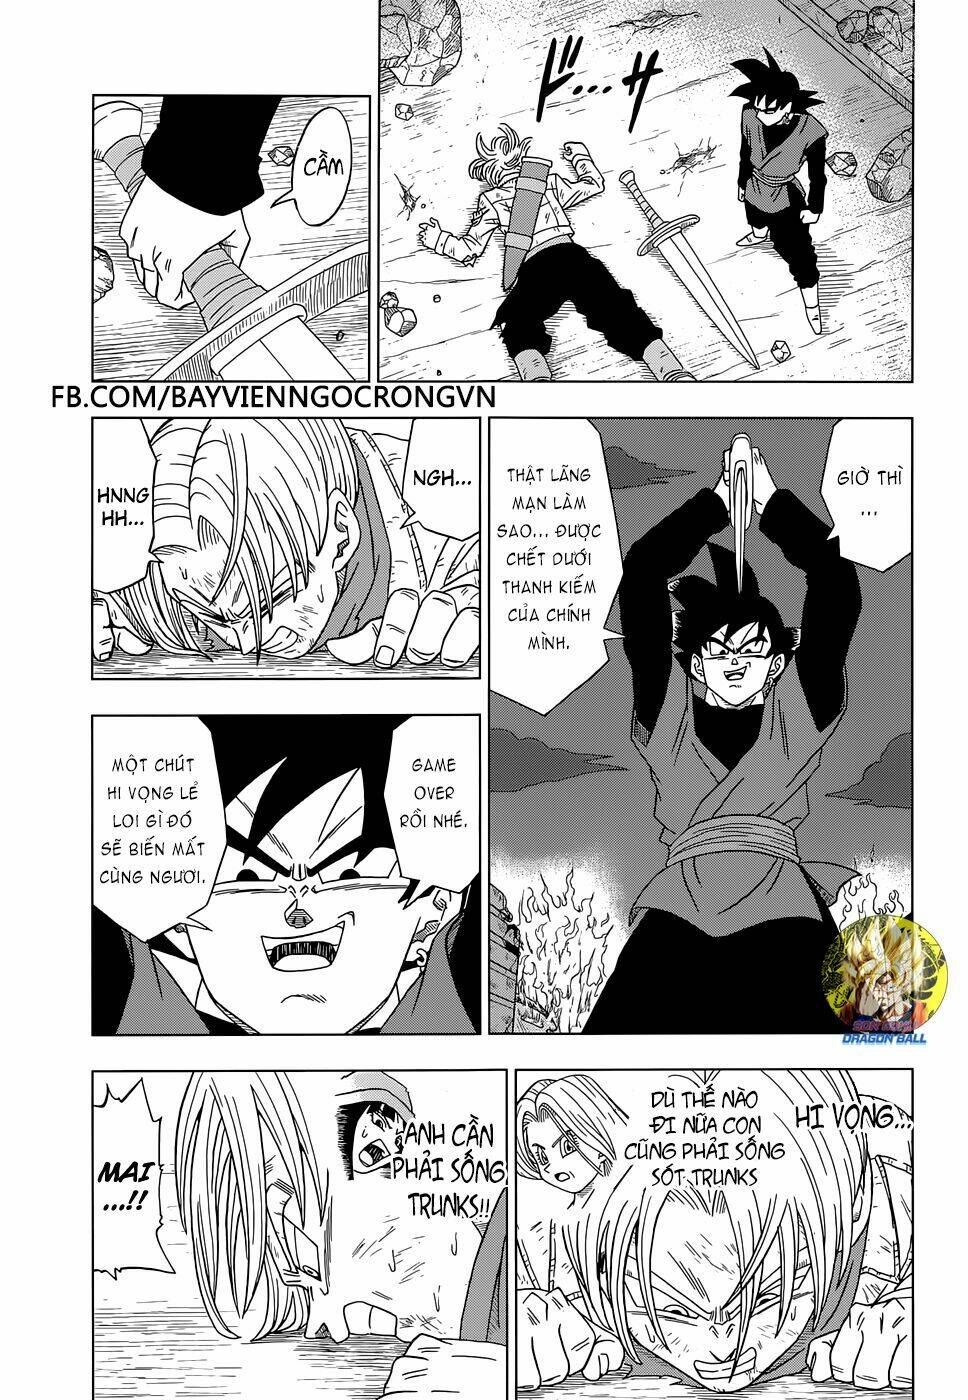 ドサ...
CẦM
FB.COM/BAYVIENNGOCRONGVN
GIỜ THÌ
...
THẬT LÃNG
MẠN LÀM
SAO... ĐƯỢC
CHẾT DƯỚI
THANH KIẾM
CỦA CHÍNH
MÌNH.
NGH...
HNNG
HH...
GAME
OVER
RỒI NHÉ.
MỘT CHÚT
HI VỌNG LẺ
LOI GÌ ĐÓ
SẼ BIẾN MẤT
CÙNG NGƯƠI.
DRAGON BALL
HI VỌNG...
DÙ THẾ NÀO
ĐI NỮA CON
CŨNG PHẢI SỐNG
SÓT TRUNKS
ANH CẦN
PHẢI SỐNG
TRUNKS!!
MAI
...!!